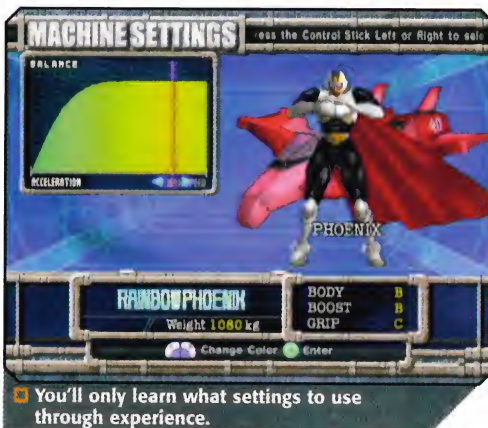 MACHINE SETTINGS
ress the Control Stick Left or Right to sele
BALANCE
ACCELERATION
PHOENIX
RAINBOW PHOENIX
Weight 1060 kg
BODY B
BOOST B
GRIP C
Change Color Enter
You'll only learn what settings to use
through experience.